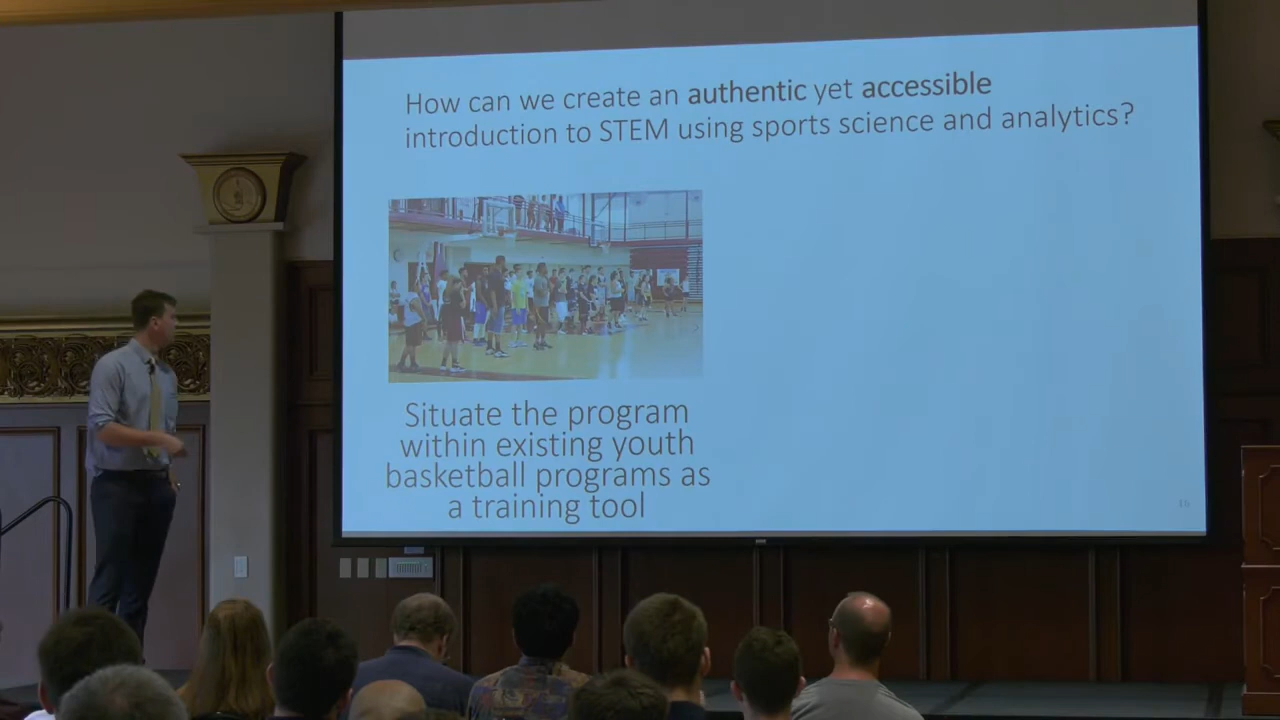 How can we create an authentic yet accessible
introduction to STEM using sports science and analytics?
Situate the program
within existing youth
basketball programs as
a training tool